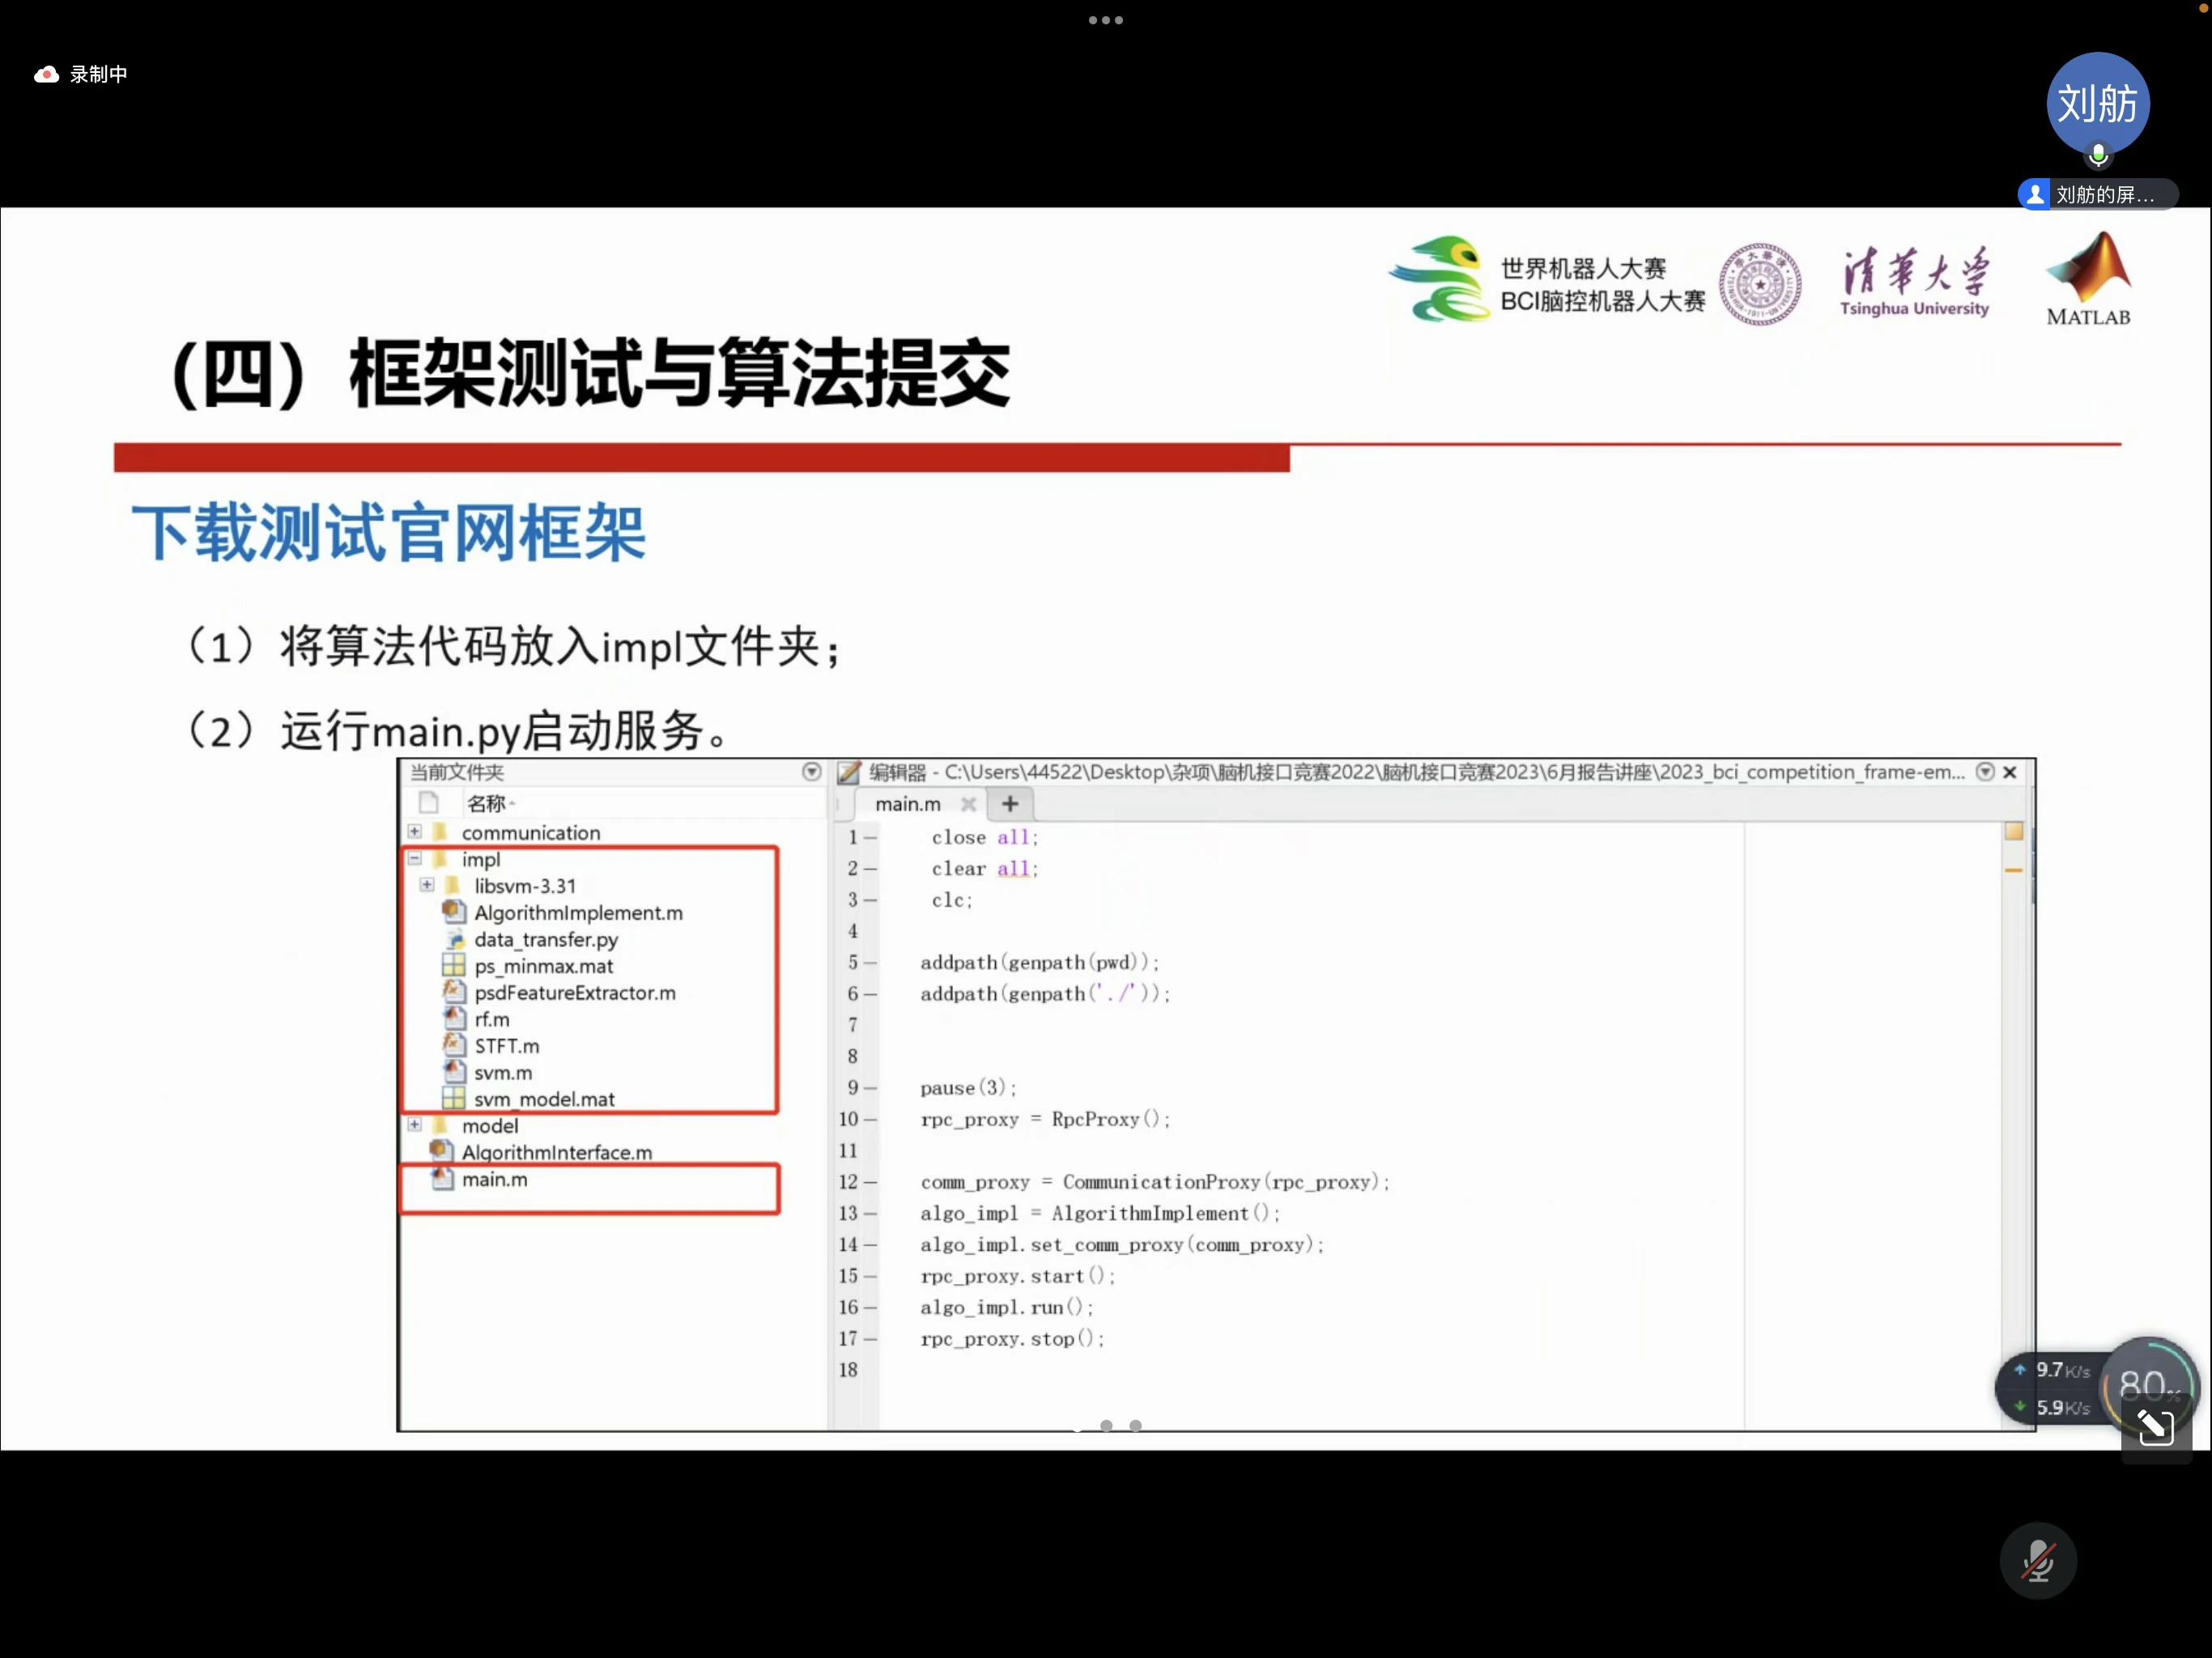 录制中
刘舫
刘舫的屏...
世界机器人大赛
BCI脑控机器人大赛
清华大学
Tsinghua University
MATLAB
（四）框架测试与算法提交
下载测试官网框架
（1）将算法代码放入impl文件夹；
（2）运行main.py启动服务。
当前文件夹
名称
communication
impl
libsvm-3.31
AlgorithmImplement.m
data_transfer.py
ps_minmax.mat
psdFeatureExtractor.m
rf.m
STFT.m
svm.m
svm_model.mat
model
AlgorithmInterface.m
main.m
编辑器 - C:\Users\44522\Desktop\杂项\脑机接口竞赛2022\脑机接口竞赛2023\6月报告讲座\2023_bci_competition_frame-em...
main.m
1 close all;
2 clear all;
3 clc;
4
5 addpath(genpath(pwd));
6 addpath(genpath('./'));
7
8
9 pause(3);
10 rpc_proxy = RpcProxy();
11
12 comm_proxy = CommunicationProxy(rpc_proxy);
13 algo_impl = AlgorithmImplement();
14 algo_impl.set_comm_proxy(comm_proxy);
15 rpc_proxy.start();
16 algo_impl.run();
17 rpc_proxy.stop();
18
9.7K/s
5.9K/s
80%